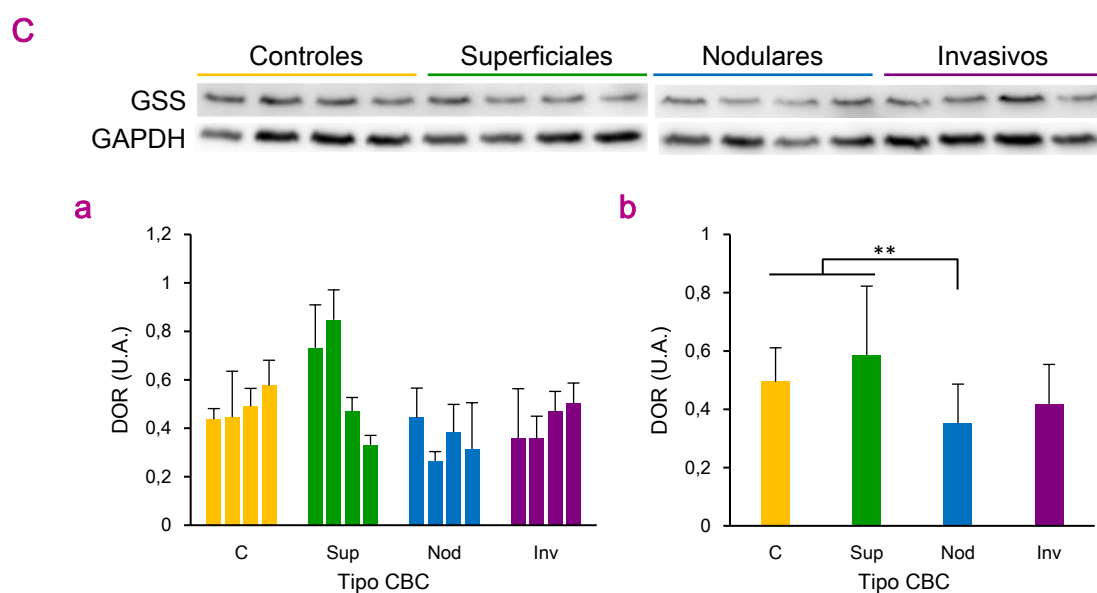 C
Controles Superficiales Nodulares Invasivos
GSS
GAPDH
a
DOR (U.A.)
1,2
1
0,8
0,6
0,4
0,2
0
C Sup Nod Inv
Tipo CBC
b
DOR (U.A.)
1
0,8
0,6
0,4
0,2
0
**
C Sup Nod Inv
Tipo CBC